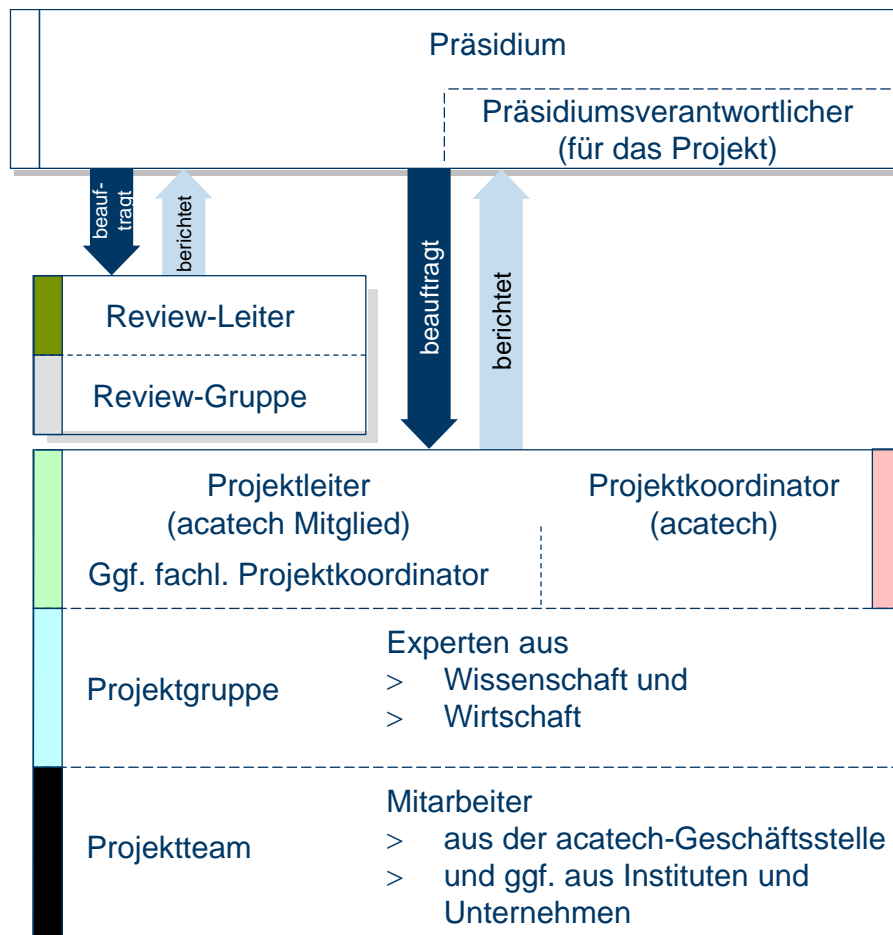 Präsidium
Präsidiumsverantwortlicher
(für das Projekt)
beauf-
tragt
berichtet
beauftragt
berichtet
Review-Leiter
Review-Gruppe
Projektleiter
(acatech Mitglied)
Ggf. fachl. Projektkoordinator
Projektkoordinator
(acatech)
Projektgruppe
Experten aus
> Wissenschaft und
> Wirtschaft
Projektteam
Mitarbeiter
> aus der acatech-Geschäftsstelle
> und ggf. aus Instituten und
Unternehmen